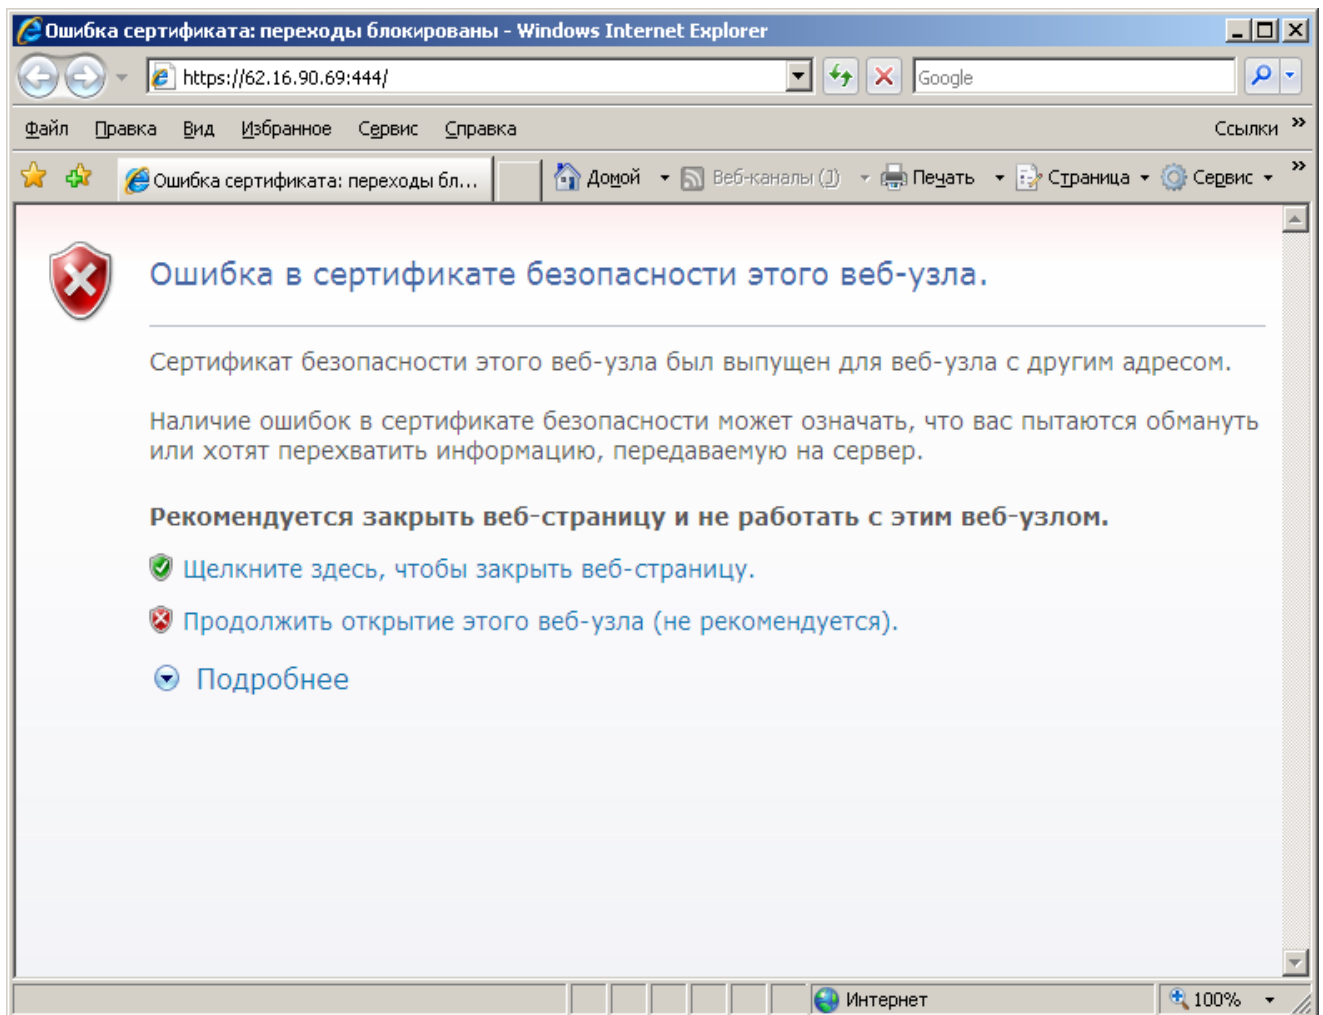 Ошибка сертификата: переходы блокированы - Windows Internet Explorer
https://62.16.90.69:444/
Google
Файл Правка Вид Избранное Сервис Справка Ссылки »
Ошибка сертификата: переходы бл... Домой Веб-каналы (J) Печать Страница Сервис »
Ошибка в сертификате безопасности этого веб-узла.
Сертификат безопасности этого веб-узла был выпущен для веб-узла с другим адресом.
Наличие ошибок в сертификате безопасности может означать, что вас пытаются обмануть
или хотят перехватить информацию, передаваемую на сервер.
Рекомендуется закрыть веб-страницу и не работать с этим веб-узлом.
Щелкните здесь, чтобы закрыть веб-страницу.
Продолжить открытие этого веб-узла (не рекомендуется).
Подробнее
Интернет 100%